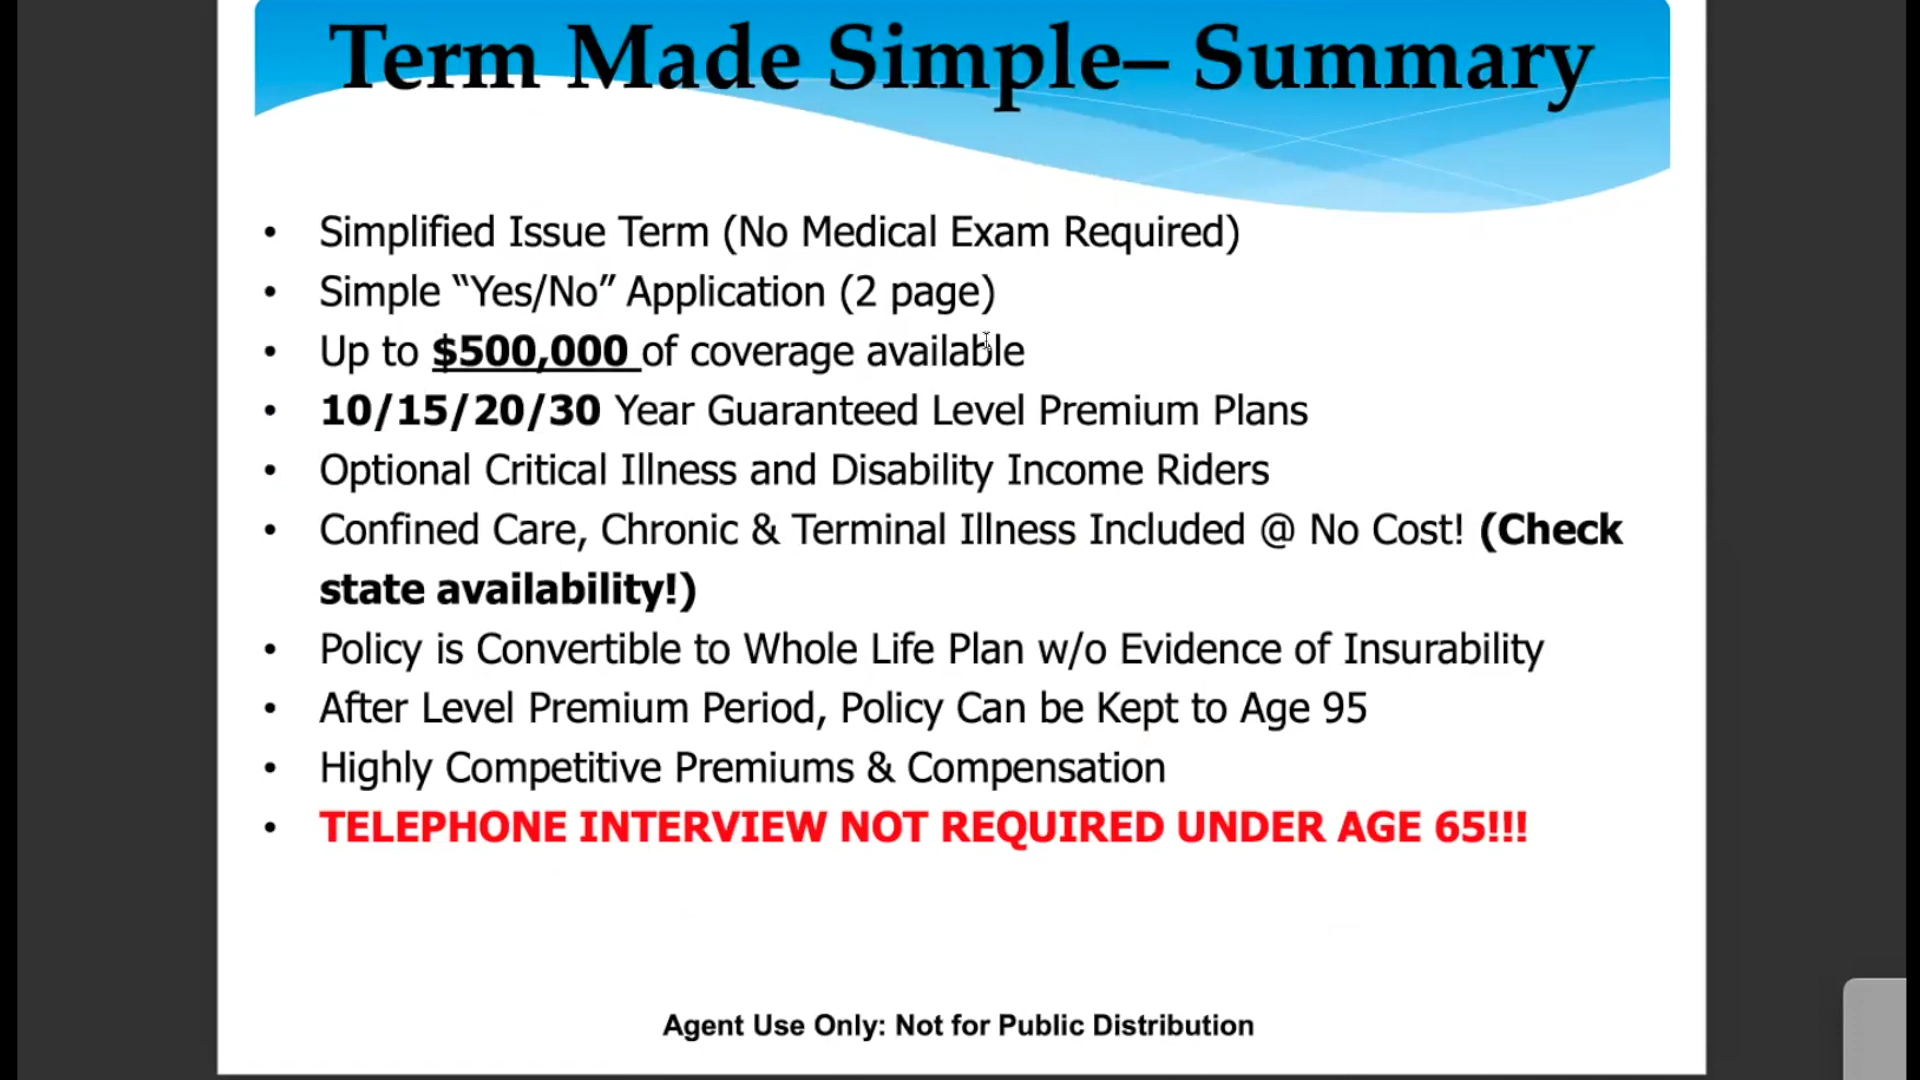 Term Made Simple– Summary
• Simplified Issue Term (No Medical Exam Required)
• Simple “Yes/No” Application (2 page)
• Up to $500,000 of coverage available
• 10/15/20/30 Year Guaranteed Level Premium Plans
• Optional Critical Illness and Disability Income Riders
• Confined Care, Chronic & Terminal Illness Included @ No Cost! (Check
state availability!)
• Policy is Convertible to Whole Life Plan w/o Evidence of Insurability
• After Level Premium Period, Policy Can be Kept to Age 95
• Highly Competitive Premiums & Compensation
• TELEPHONE INTERVIEW NOT REQUIRED UNDER AGE 65!!!
Agent Use Only: Not for Public Distribution